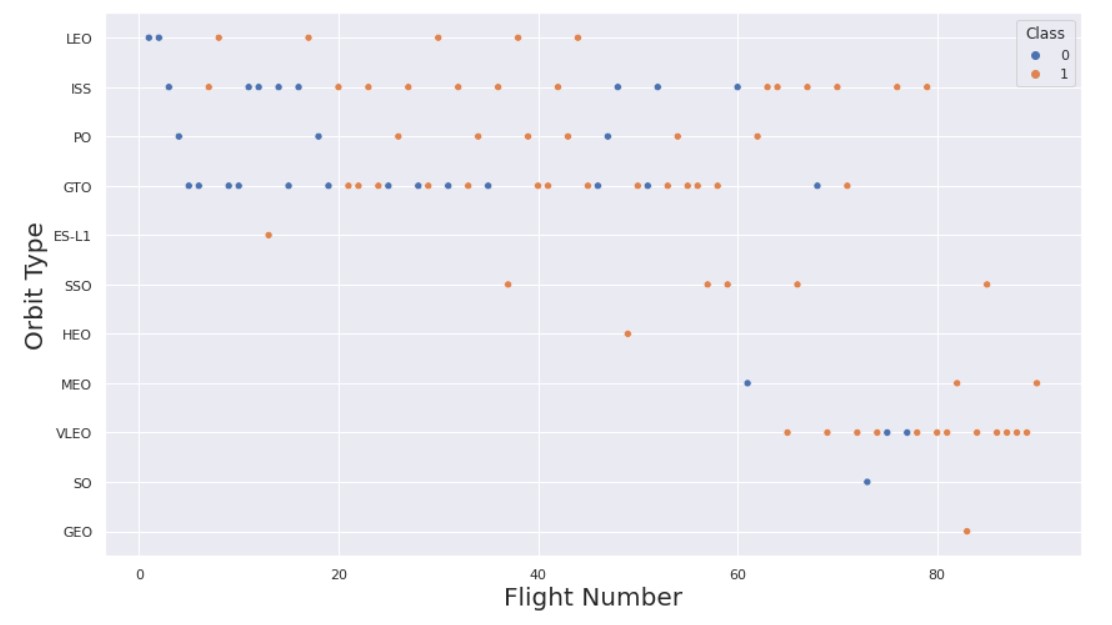 Class
0
1
LEO
ISS
PO
GTO
ES-L1
SSO
HEO
MEO
VLEO
SO
GEO
Orbit Type
0 20 40 60 80
Flight Number